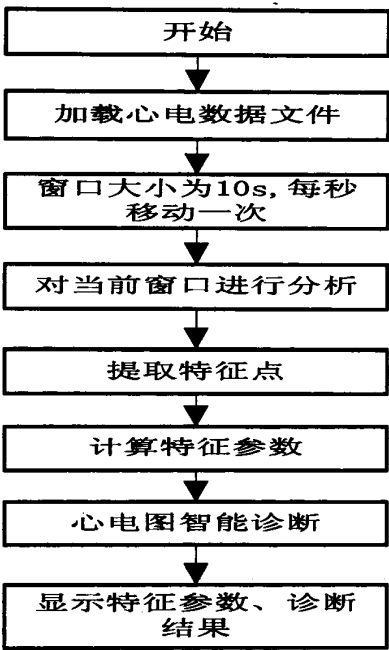 开始
加载心电数据文件
窗口大小为10s,每秒
移动一次
对当前窗口进行分析
提取特征点
计算特征参数
心电图智能诊断
显示特征参数、诊断
结果